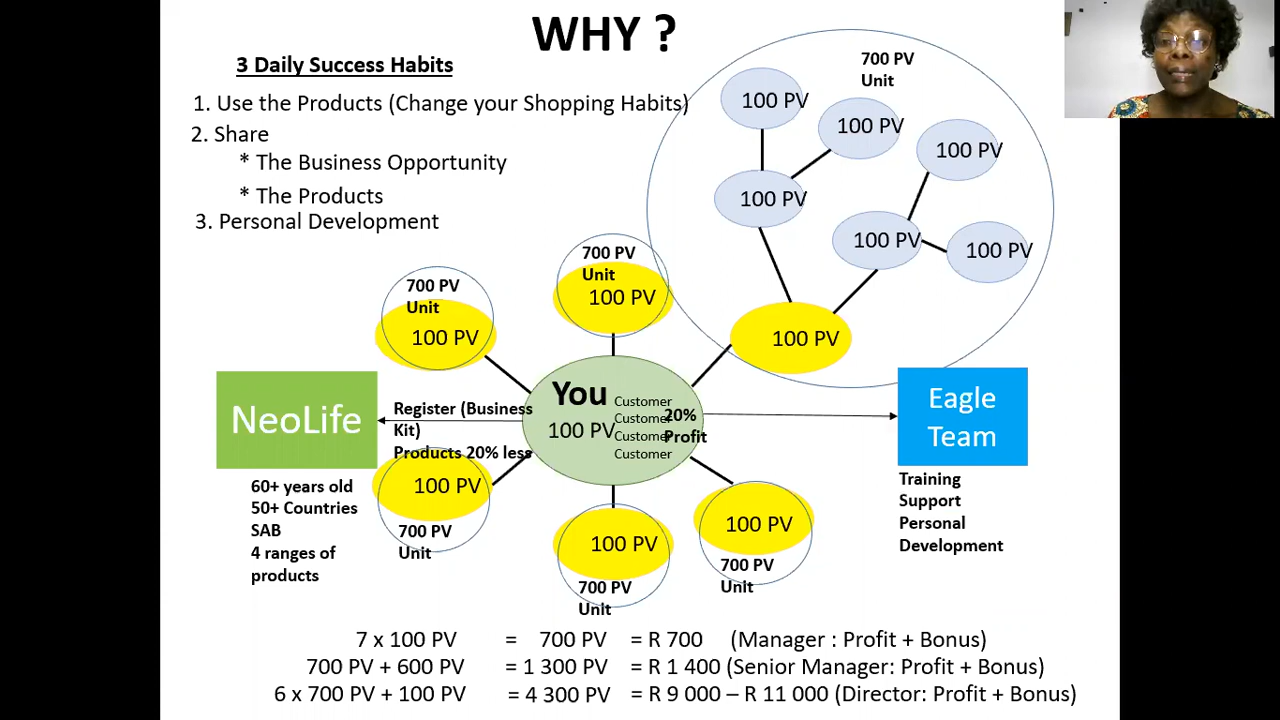 WHY ?
3 Daily Success Habits
1. Use the Products (Change your Shopping Habits)
2. Share
* The Business Opportunity
* The Products
3. Personal Development
700 PV
Unit
100 PV
100 PV
100 PV
100 PV
100 PV
100 PV
100 PV
700 PV
Unit
100 PV
700 PV
Unit
100 PV
NeoLife
Register (Business
Kit)
Products 20% less
You
100 PV
Customer
Customer
Customer
Customer
20%
Profit
Eagle
Team
Training
Support
Personal
Development
60+ years old
50+ Countries
SAB
4 ranges of
products
100 PV
700 PV
Unit
100 PV
700 PV
Unit
100 PV
700 PV
Unit
7 x 100 PV = 700 PV = R 700 (Manager : Profit + Bonus)
700 PV + 600 PV = 1 300 PV = R 1 400 (Senior Manager: Profit + Bonus)
6 x 700 PV + 100 PV = 4 300 PV = R 9 000 – R 11 000 (Director: Profit + Bonus)